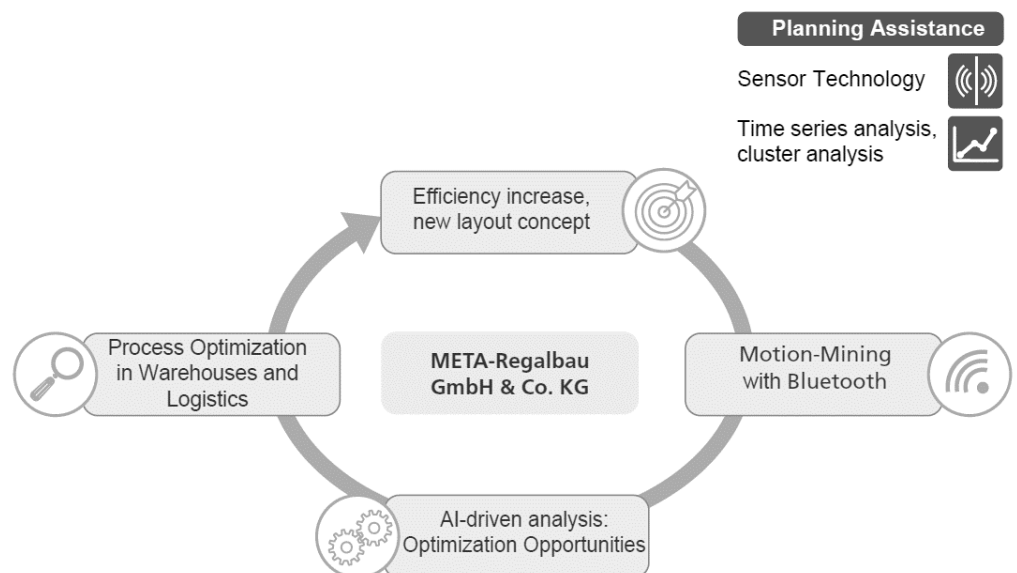 Planning Assistance
Sensor Technology
Time series analysis,
cluster analysis
Efficiency increase,
new layout concept
Process Optimization
in Warehouses and
Logistics
META-Regalbau
GmbH & Co. KG
Motion-Mining
with Bluetooth
AI-driven analysis:
Optimization Opportunities